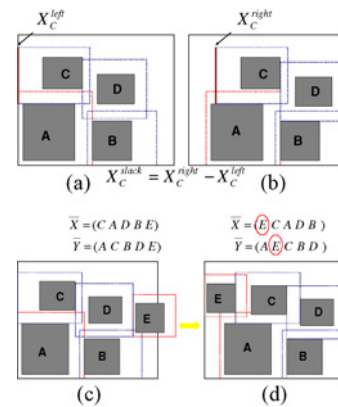 X_C^left X_C^right
C C
D D
A B A B
(a) X_C^slack = X_C^right − X_C^left (b)
X̄ = (C A D B E) X̄ = (E C A D B)
Ȳ = (A C B D E) Ȳ = (A E C B D)
C D E E C D
A B A B
(c) (d)